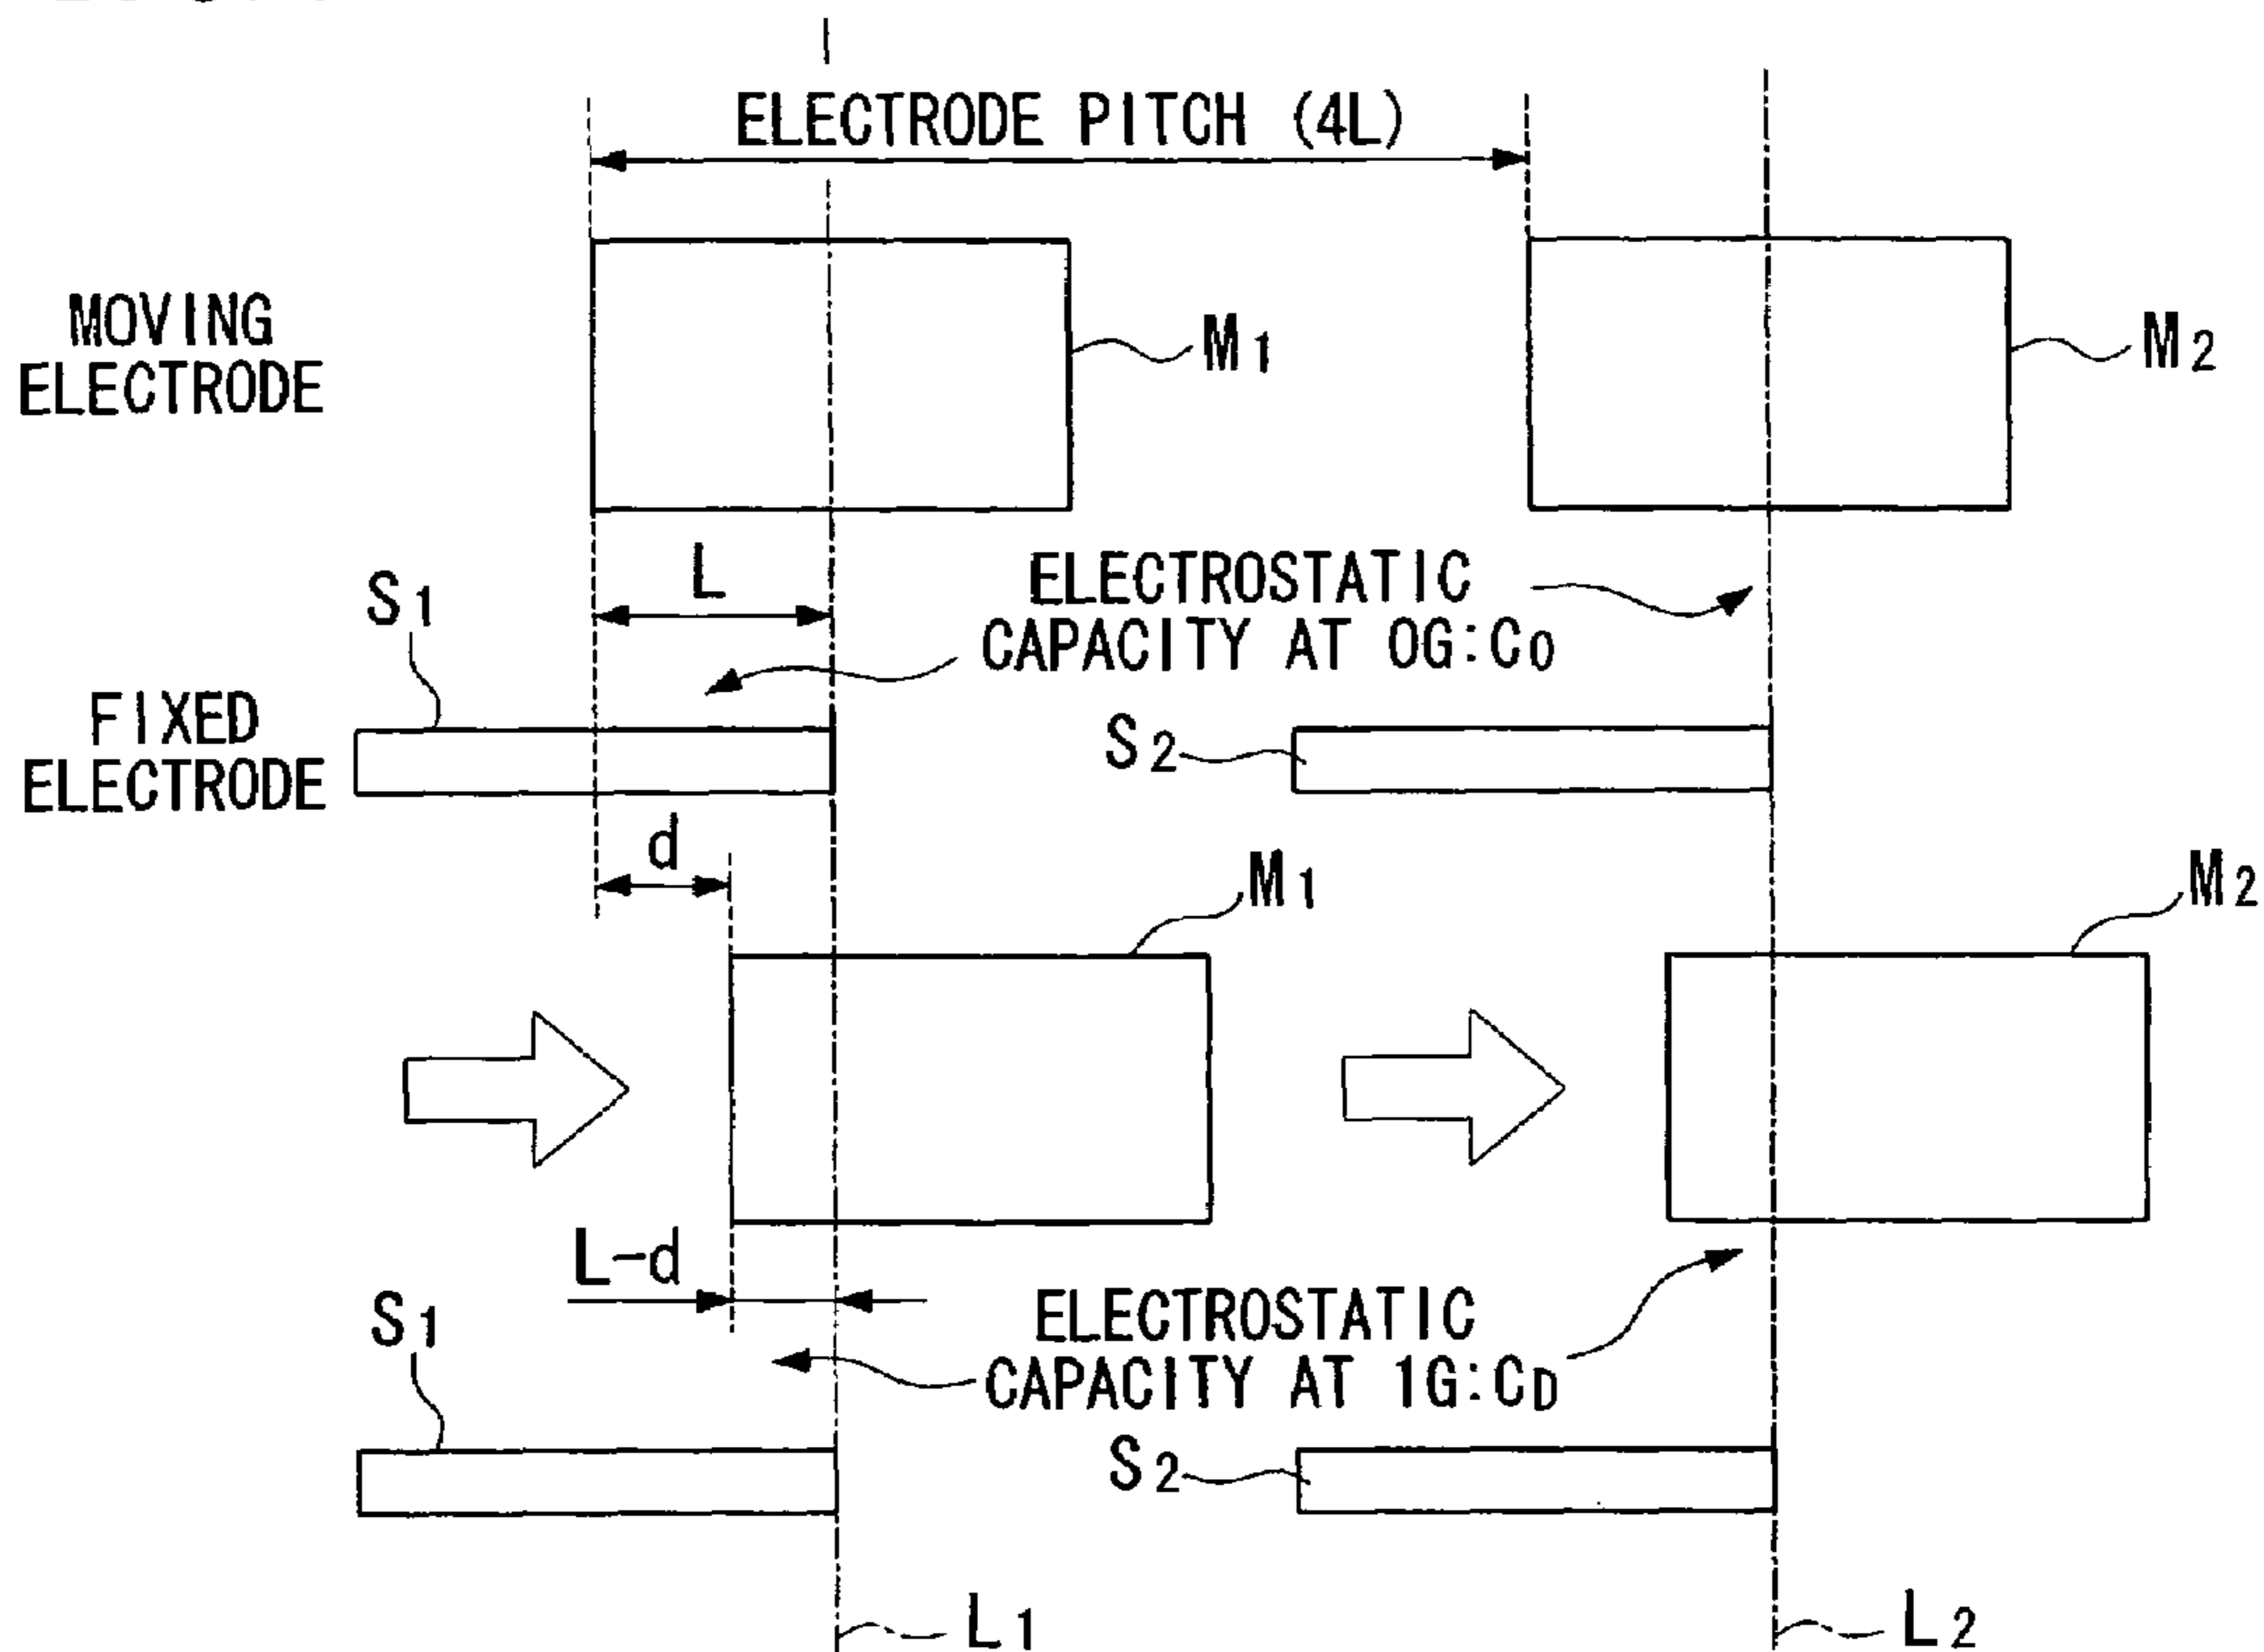 ELECTRODE PITCH (4L)
MOVING
ELECTRODE
M1
M2
L
S1
ELECTROSTATIC
CAPACITY AT 0G:C0
FIXED
ELECTRODE
S2
d
M1
M2
L-d
S1
ELECTROSTATIC
CAPACITY AT 1G:CD
S2
L1
L2